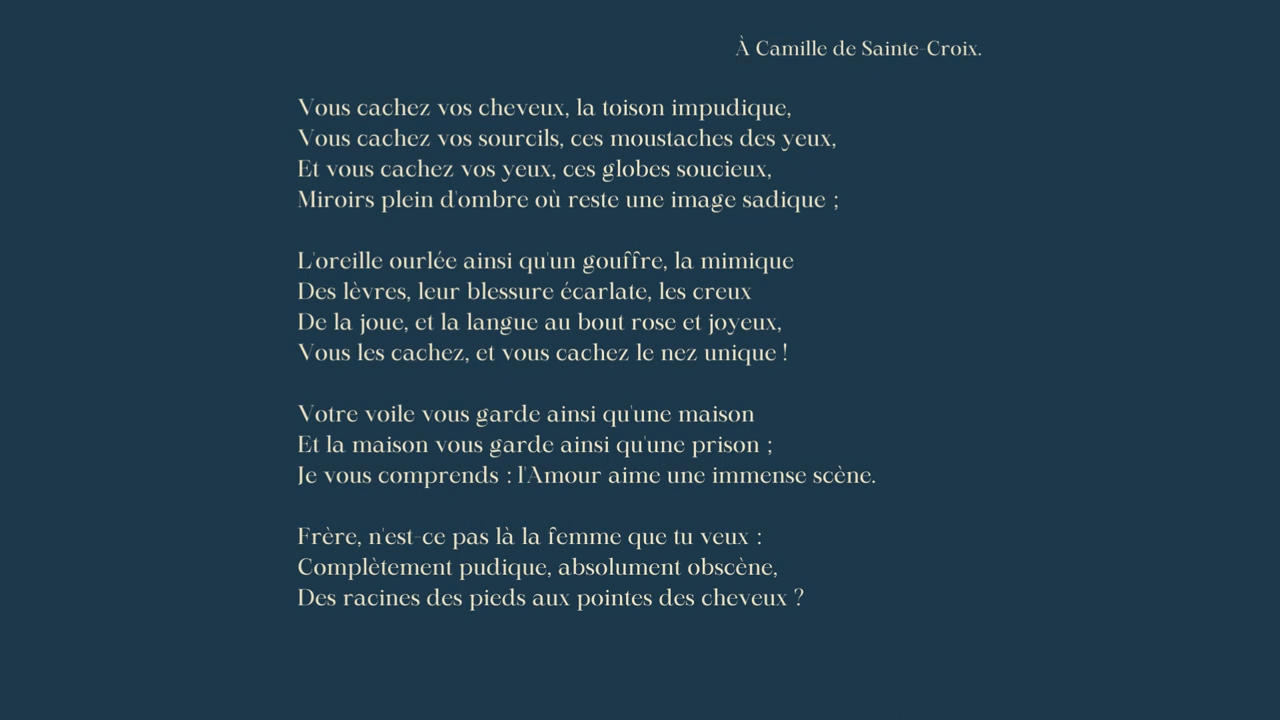 À Camille de Sainte-Croix.
Vous cachez vos cheveux, la toison impudique,
Vous cachez vos sourcils, ces moustaches des yeux,
Et vous cachez vos yeux, ces globes soucieux,
Miroirs plein d'ombre où reste une image sadique ;
L'oreille ourlée ainsi qu'un gouffre, la mimique
Des lèvres, leur blessure écarlate, les creux
De la joue, et la langue au bout rose et joyeux,
Vous les cachez, et vous cachez le nez unique !
Votre voile vous garde ainsi qu'une maison
Et la maison vous garde ainsi qu'une prison ;
Je vous comprends : l'Amour aime une immense scène.
Frère, n'est-ce pas là la femme que tu veux :
Complètement pudique, absolument obscène,
Des racines des pieds aux pointes des cheveux ?